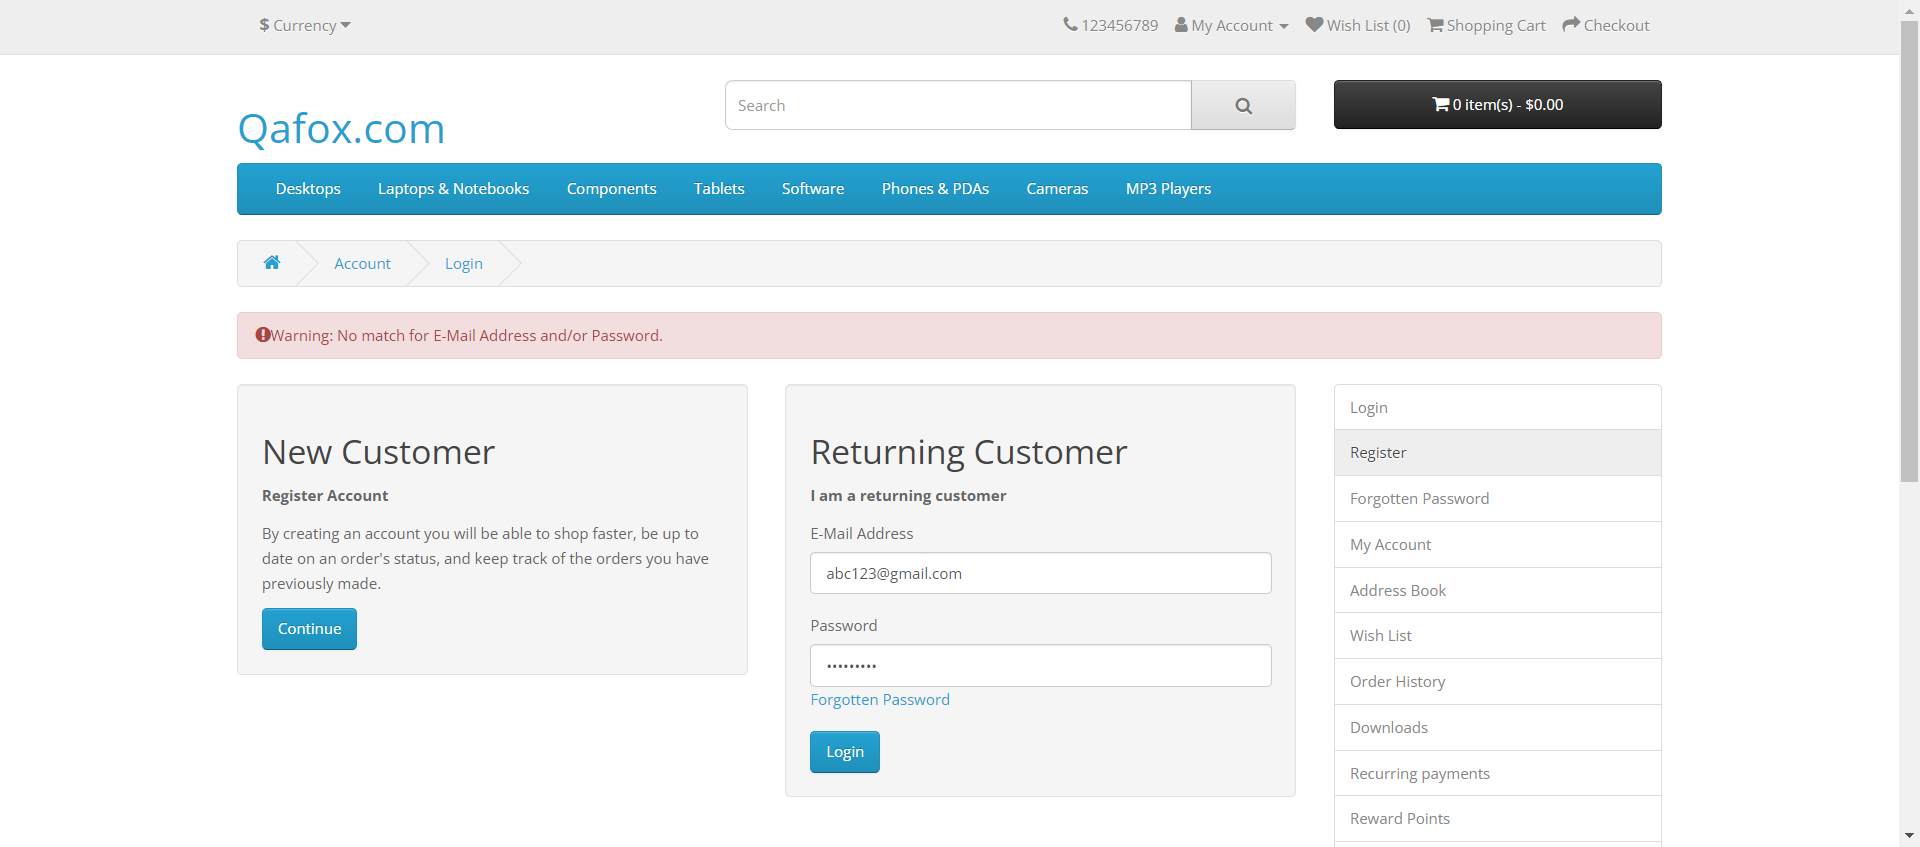 $ Currency
123456789 My Account Wish List (0) Shopping Cart Checkout
Qafox.com
Search
0 item(s) - $0.00
Desktops Laptops & Notebooks Components Tablets Software Phones & PDAs Cameras MP3 Players
Account Login
Warning: No match for E-Mail Address and/or Password.
New Customer
Register Account
By creating an account you will be able to shop faster, be up to
date on an order's status, and keep track of the orders you have
previously made.
Continue
Returning Customer
I am a returning customer
E-Mail Address
abc123@gmail.com
Password
•••••••••
Forgotten Password
Login
Login
Register
Forgotten Password
My Account
Address Book
Wish List
Order History
Downloads
Recurring payments
Reward Points